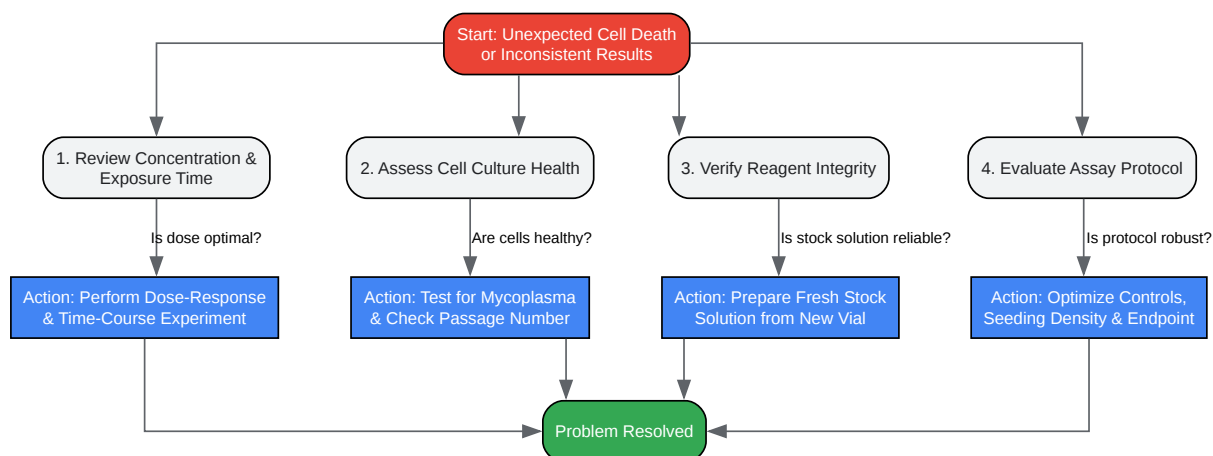 Start: Unexpected Cell Death
or Inconsistent Results
1. Review Concentration &
Exposure Time
2. Assess Cell Culture Health
3. Verify Reagent Integrity
4. Evaluate Assay Protocol
Is dose optimal?
Are cells healthy?
Is stock solution reliable?
Is protocol robust?
Action: Perform Dose-Response
& Time-Course Experiment
Action: Test for Mycoplasma
& Check Passage Number
Action: Prepare Fresh Stock
Solution from New Vial
Action: Optimize Controls,
Seeding Density & Endpoint
Problem Resolved